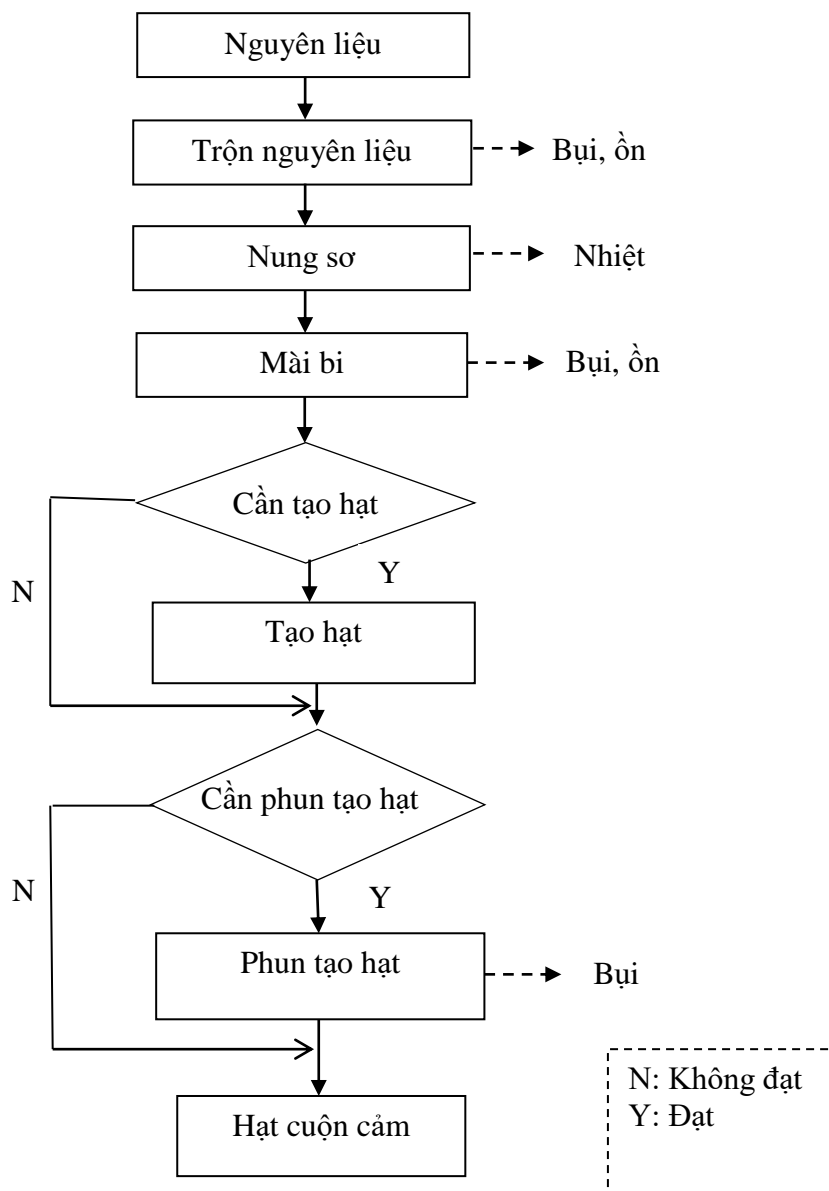 Nguyên liệu
Trộn nguyên liệu
Bụi, ồn
Nung sơ
Nhiệt
Mài bi
Bụi, ồn
Cần tạo hạt
Y
N
Tạo hạt
Cần phun tạo hạt
N
Y
Phun tạo hạt
Bụi
N: Không đạt
Y: Đạt
Hạt cuộn cảm